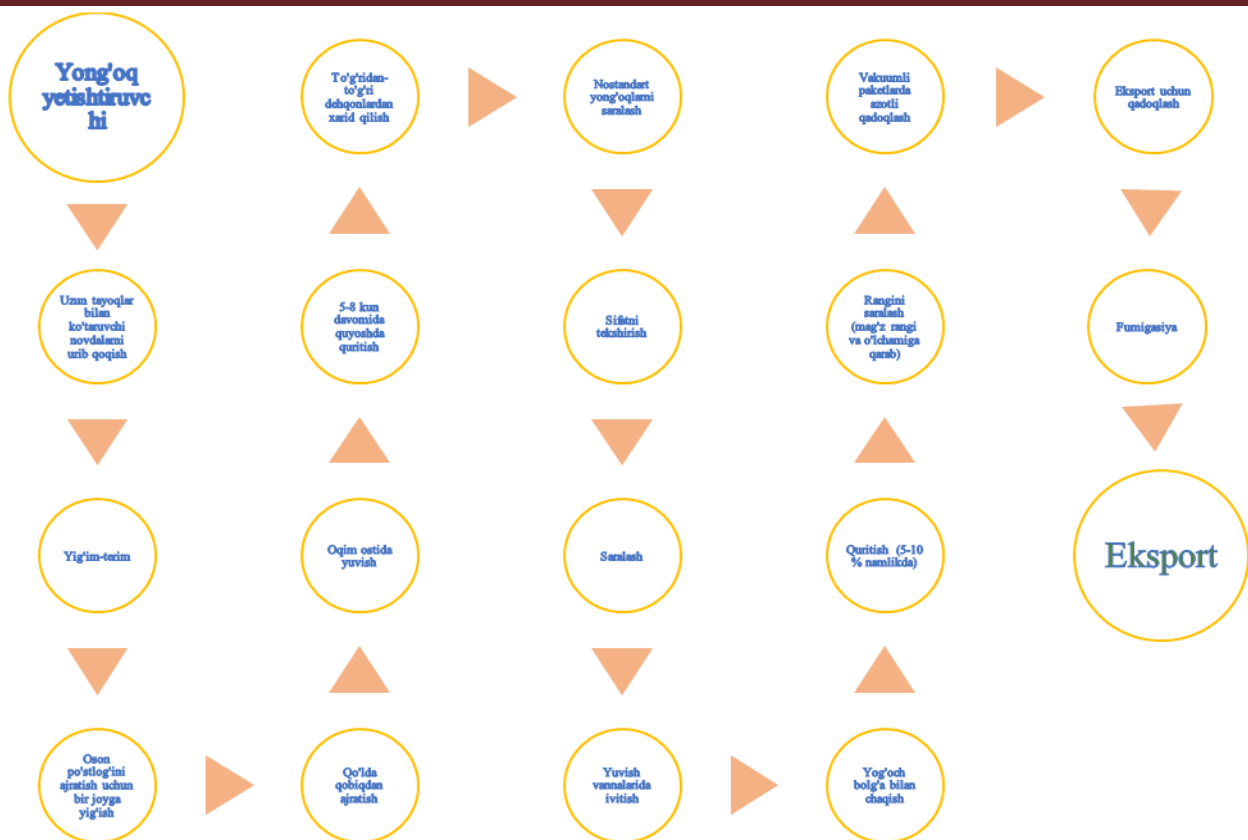 Yong'oq
yetishtiruvc
hi
Uzun tayoqlar
bilan
ko'taruvchi
novdalarni
urib qoqish
Yig'im-terim
Oson
po'stlog'ini
ajratish uchun
bir joyga
yig'ish
Qo'lda
qobiqdan
ajratish
Oqim ostida
yuvish
5-8 kun
davomida
quyoshda
quritish
To'g'ridan-
to'g'ri
dehqonlardan
xarid qilish
Nostandart
yong'oqlarni
saralash
Sifatni
tekshirish
Saralash
Yuvish
vannalarida
ivitish
Yog'och
bolg'a bilan
chaqish
Quritish (5-10
% namlikda)
Rangini
saralash
(mag'z rangi
va o'lchamiga
qarab)
Vakuumli
paketlarda
azotli
qadoqlash
Eksport uchun
qadoqlash
Fumigasiya
Eksport